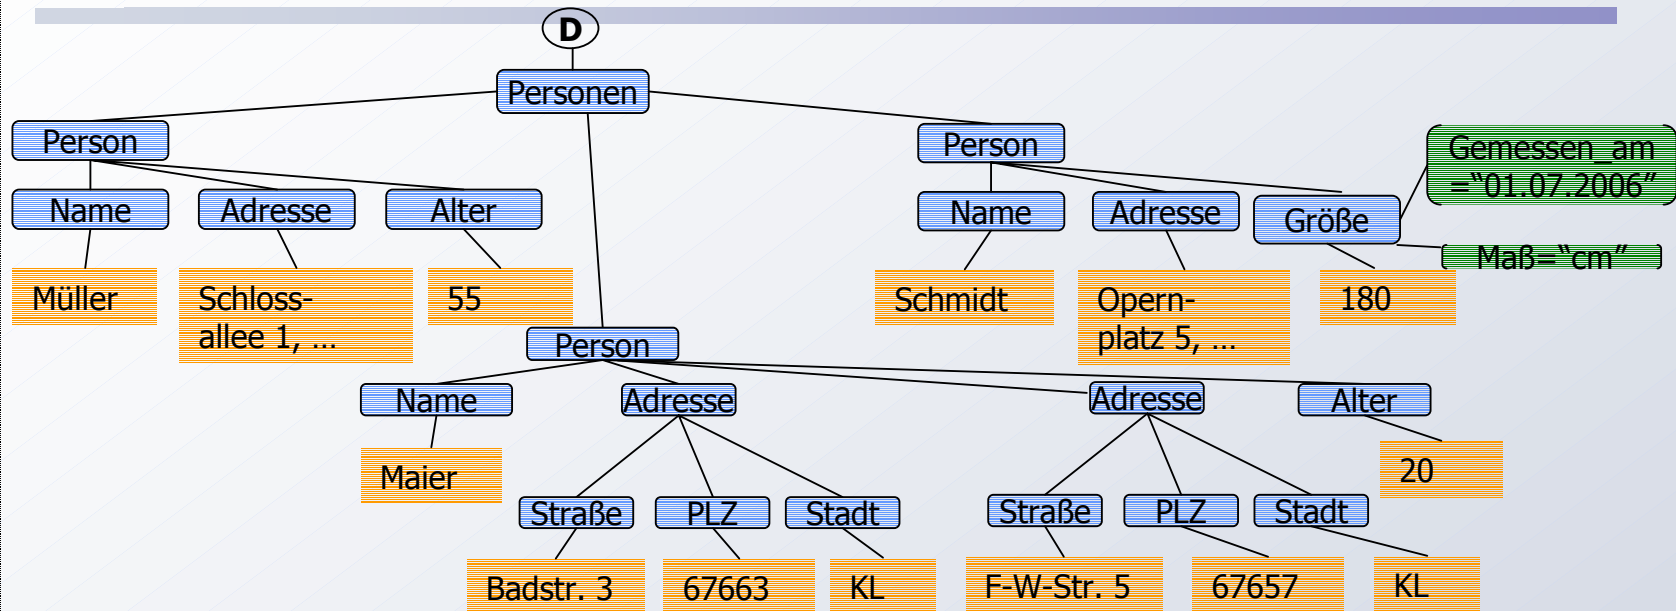 D
Personen
Person
Person
Gemessen_am
="01.07.2006"
Name
Adresse
Alter
Name
Adresse
Größe
Maß="cm"
Müller
Schloss-
allee 1, ...
55
Schmidt
Opern-
platz 5, ...
180
Person
Name
Adresse
Adresse
Alter
Maier
20
Straße
PLZ
Stadt
Straße
PLZ
Stadt
Badstr. 3
67663
KL
F-W-Str. 5
67657
KL